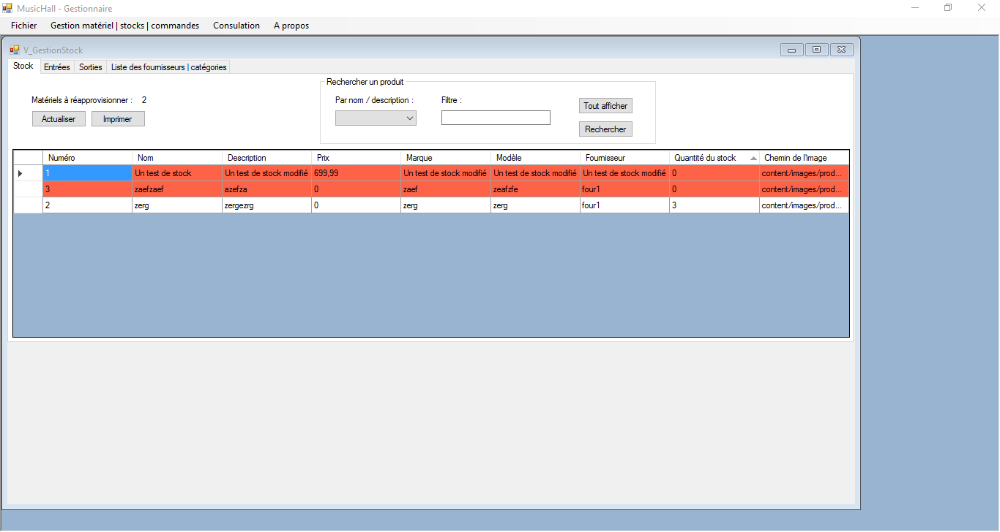 MusicHall - Gestionnaire
Fichier Gestion matériel | stocks | commandes Consulation A propos
V_GestionStock
Stock Entrées Sorties Liste des fournisseurs | catégories
Rechercher un produit
Matériels à réapprovisionner : 2 Par nom / description : Filtre : Tout afficher
Actualiser Imprimer Rechercher
Numéro Nom Description Prix Marque Modèle Fournisseur Quantité du stock Chemin de l'image
1 Un test de stock Un test de stock modifié 699,99 Un test de stock modifié Un test de stock modifié Un test de stock modifié 0 content/images/prod...
3 zaefzaef azefza 0 zaef zeafzfe four1 0 content/images/prod...
2 zerg zergezrg 0 zerg zerg four1 3 content/images/prod...